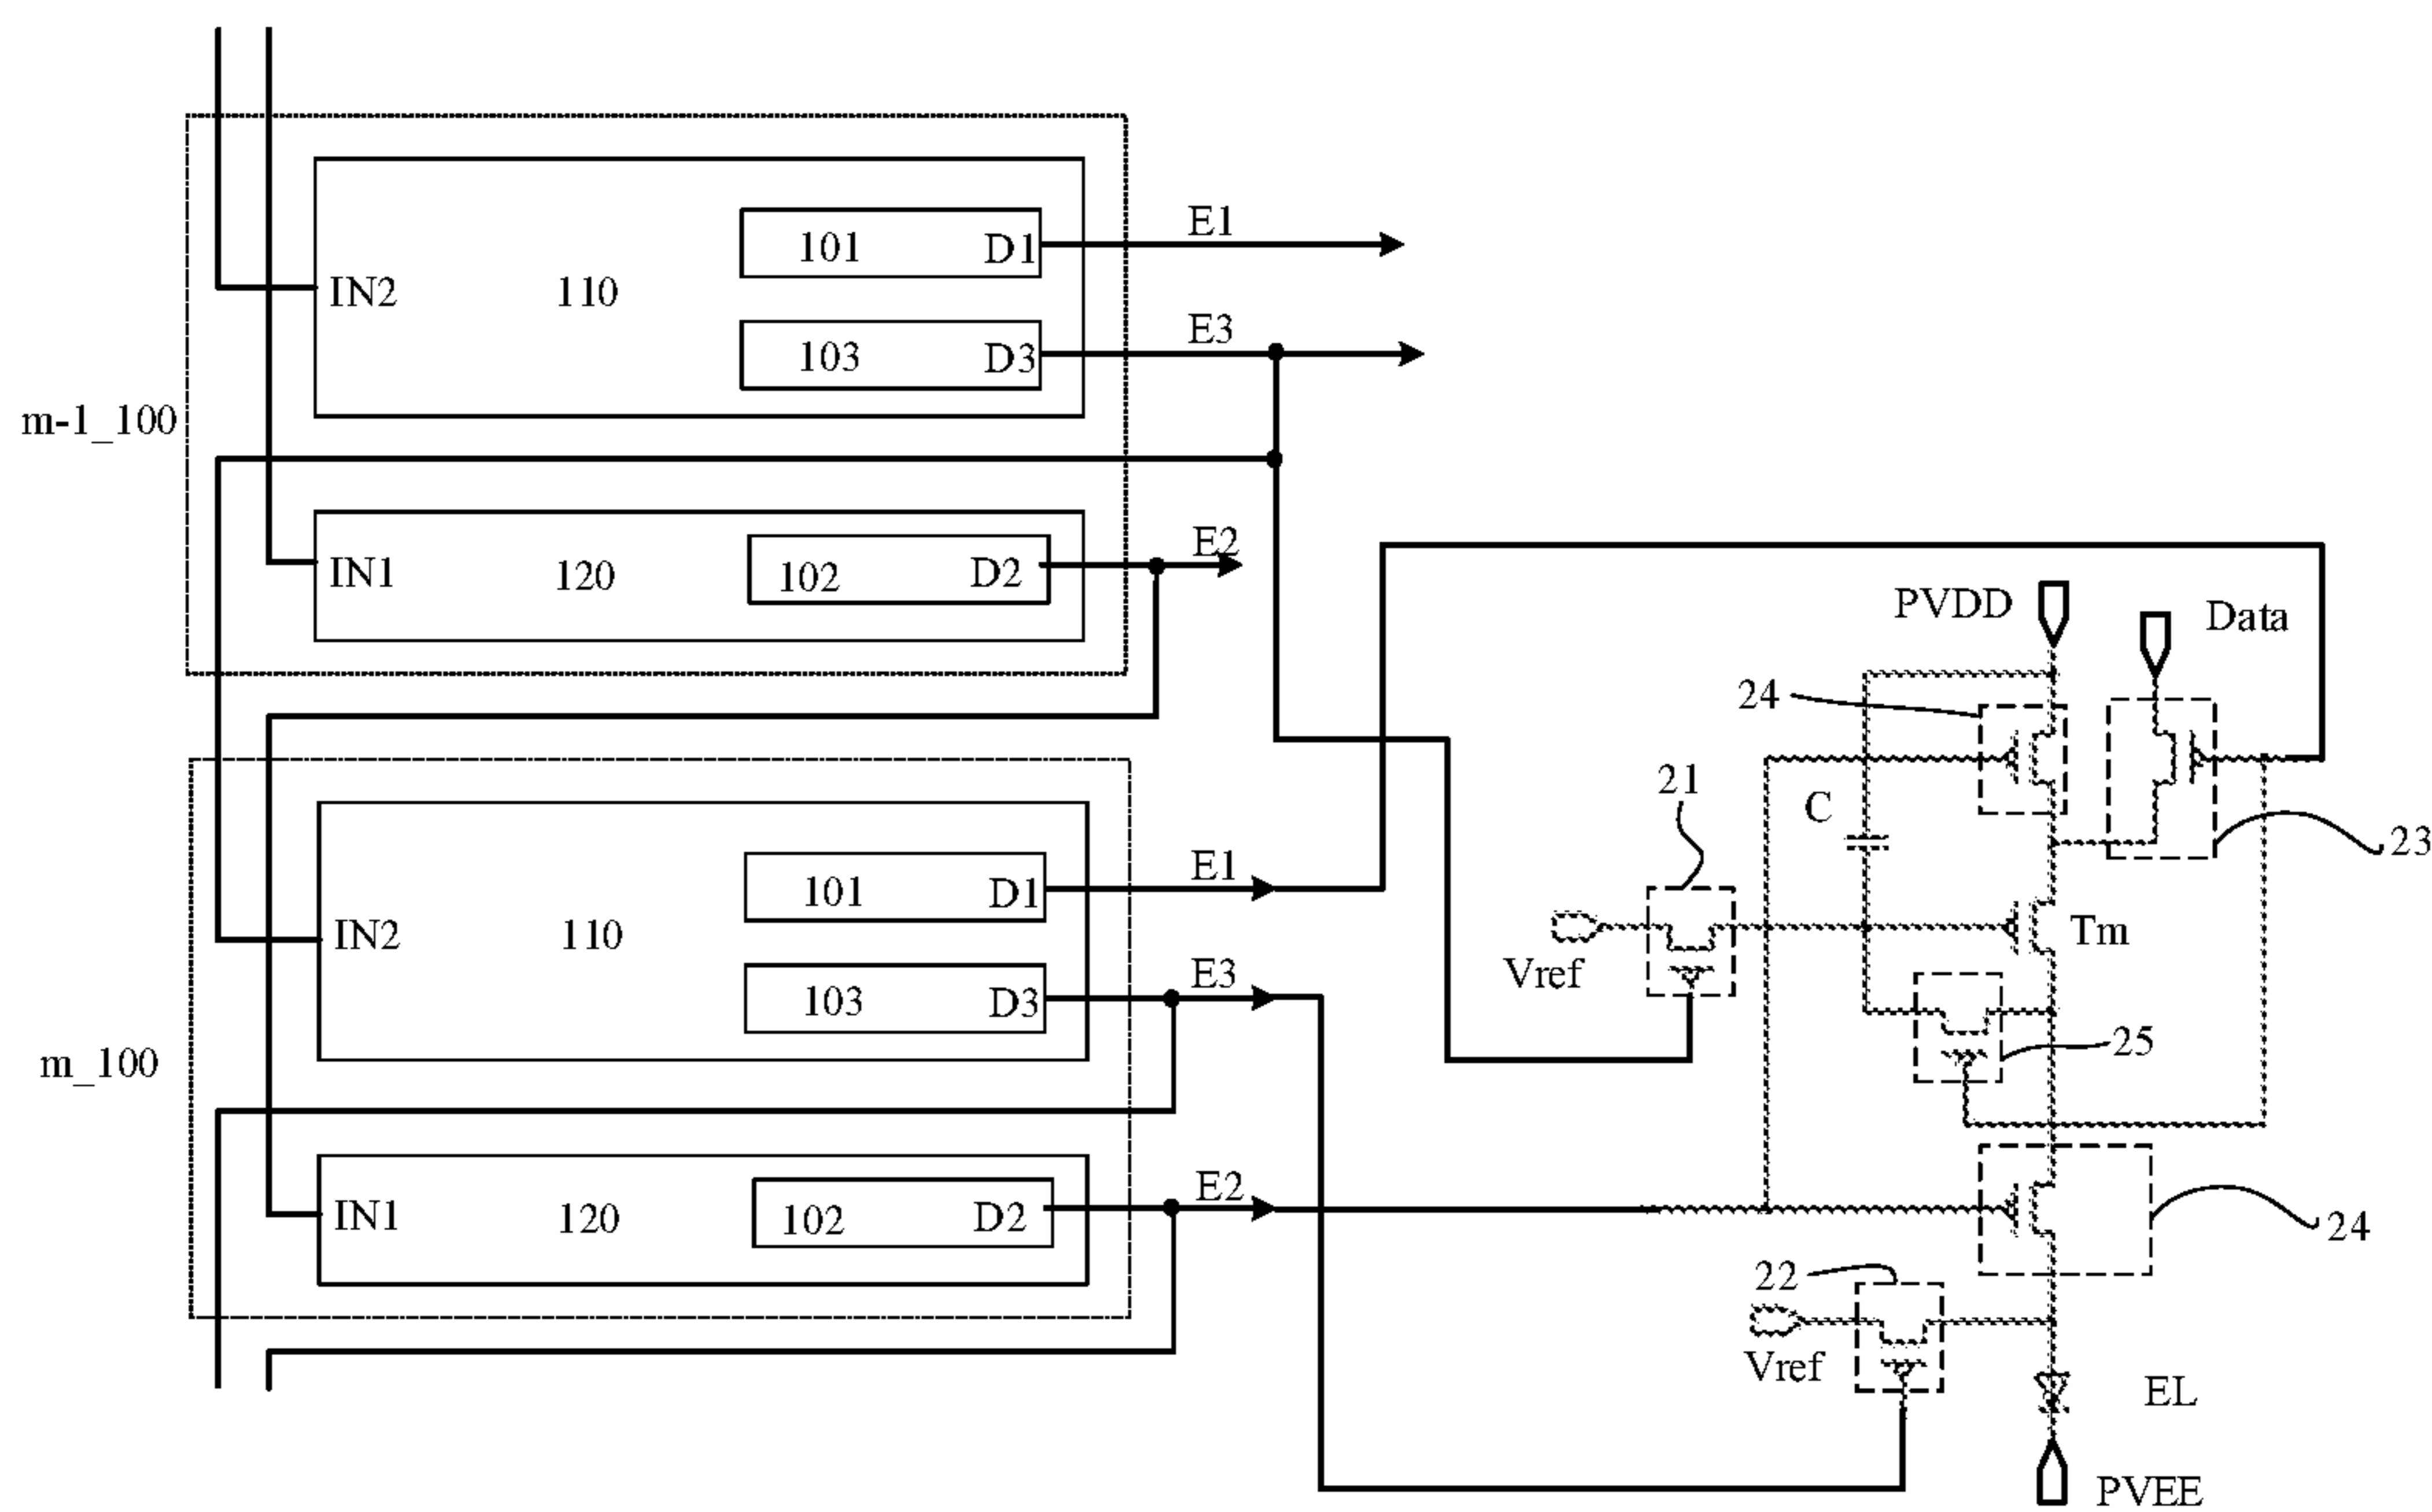 E1
101 D1
IN2 110
E3
103 D3
m-1_100
E2
IN1 120 102 D2
PVDD Data
24
21
C
23
E1
101 D1
IN2 110
Tm
E3
Vref
103 D3
25
m_100
E2
IN1 120 102 D2
24
22
Vref
EL
PVEE